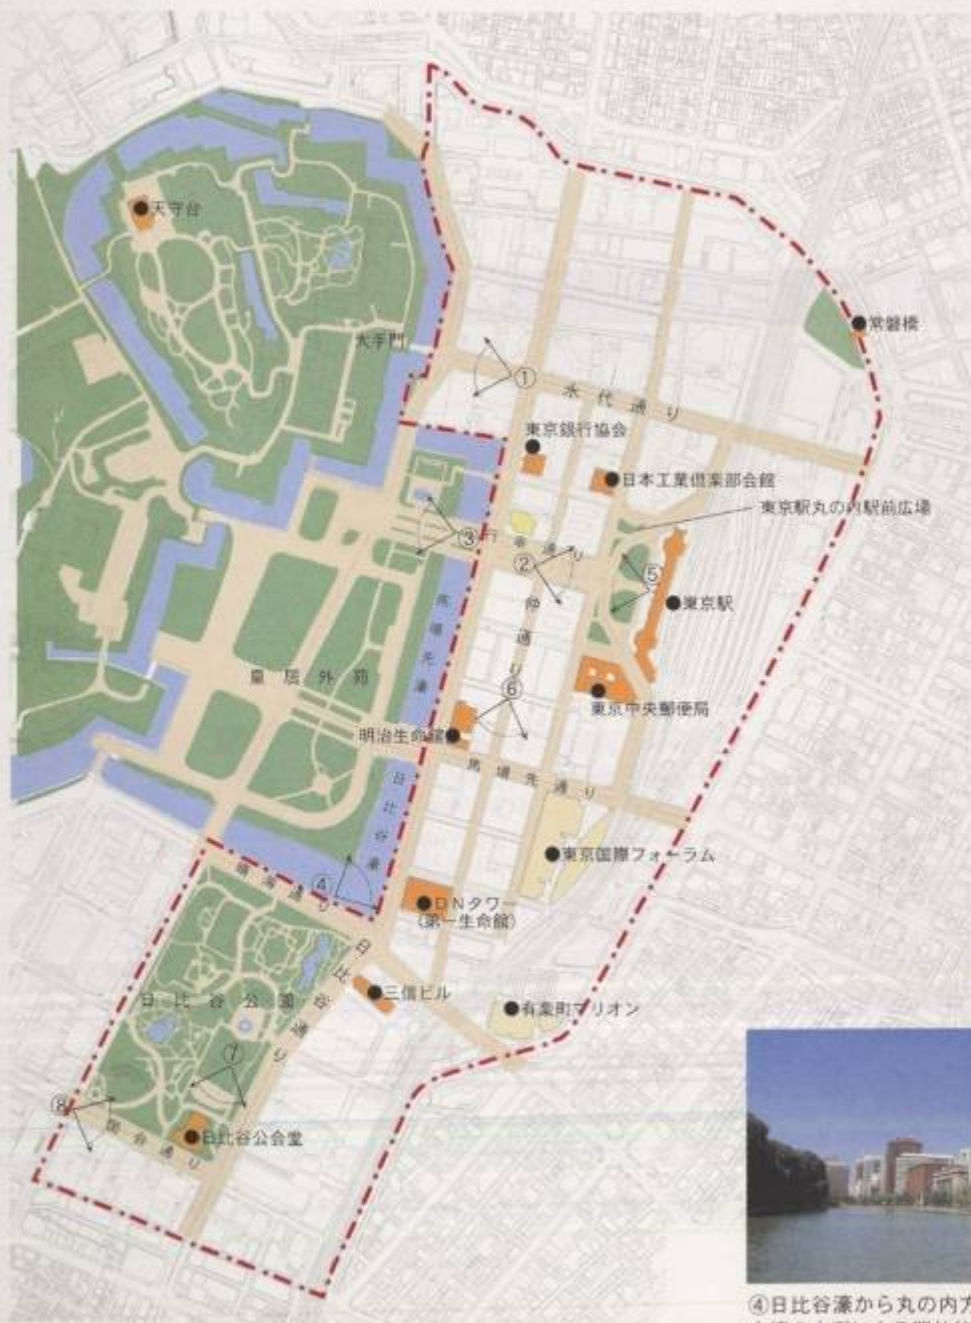 天守台
大手門
常盤橋
①
永代通り
東京銀行協会
日本工業倶楽部会館
東京駅丸の内駅前広場
③
行幸通り
②
⑤
東京駅
仲通り
馬場先濠
皇居外苑
⑥
東京中央郵便局
明治生命館
馬場先通り
日比谷濠
東京国際フォーラム
④
晴海通り
DNタワー
(第一生命館)
日比谷通り
三信ビル
有楽町マリオン
日比谷公園
⑦
⑧
国会通り
日比谷公会堂
④日比谷濠から丸の内方